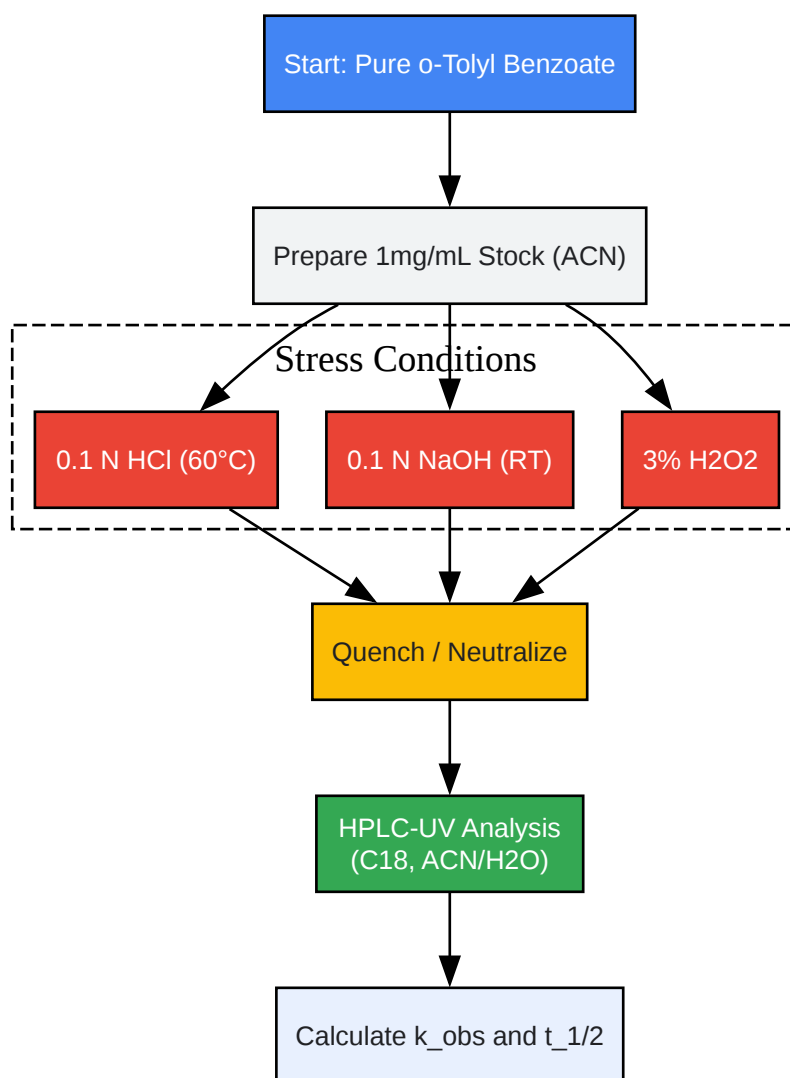 Start: Pure o-Tolyl Benzoate
Prepare 1mg/mL Stock (ACN)
Stress Conditions
0.1 N HCl (60°C)
0.1 N NaOH (RT)
3% H2O2
Quench / Neutralize
HPLC-UV Analysis
(C18, ACN/H2O)
Calculate k_obs and t_1/2